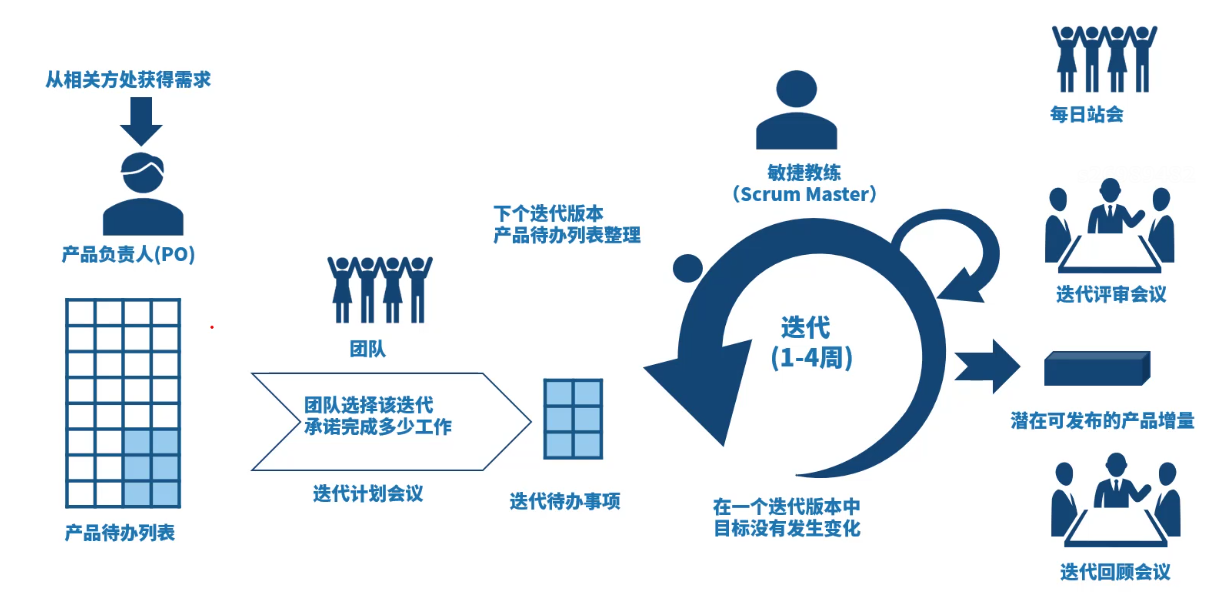 从相关方处获得需求
产品负责人(PO)
产品待办列表
团队
团队选择该迭代
承诺完成多少工作
迭代计划会议
下个迭代版本
产品待办列表整理
迭代待办事项
敏捷教练
（Scrum Master）
迭代
(1-4周)
在一个迭代版本中
目标没有发生变化
每日站会
迭代评审会议
潜在可发布的产品增量
迭代回顾会议